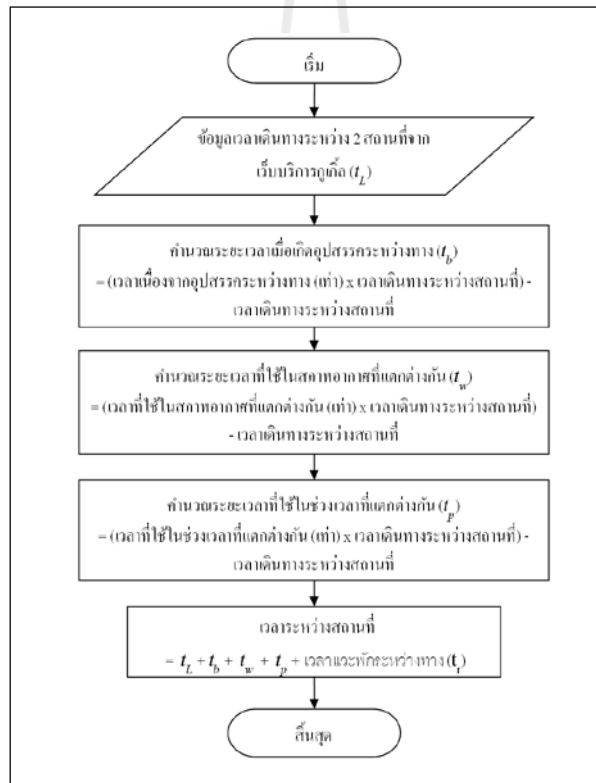 เริ่ม
ข้อมูลเวลาเดินทางระหว่าง 2 สถานที่จาก
เว็บบริการกูเกิ้ล (t_L)
คำนวณระยะเวลาเมื่อเกิดอุปสรรคระหว่างทาง (t_b)
= (เวลาเนื่องจากอุปสรรคระหว่างทาง (เท่า) x เวลาเดินทางระหว่างสถานที่) -
เวลาเดินทางระหว่างสถานที่
คำนวณระยะเวลาที่ใช้ในสภาพอากาศที่แตกต่างกัน (t_w)
= (เวลาที่ใช้ในสภาพอากาศที่แตกต่างกัน (เท่า) x เวลาเดินทางระหว่างสถานที่)
- เวลาเดินทางระหว่างสถานที่
คำนวณระยะเวลาที่ใช้ในช่วงเวลาที่แตกต่างกัน (t_p)
= (เวลาที่ใช้ในช่วงเวลาที่แตกต่างกัน (เท่า) x เวลาเดินทางระหว่างสถานที่) -
เวลาเดินทางระหว่างสถานที่
เวลาระหว่างสถานที่
= t_L + t_b + t_w + t_p + เวลาแวะพักระหว่างทาง (t_r)
สิ้นสุด